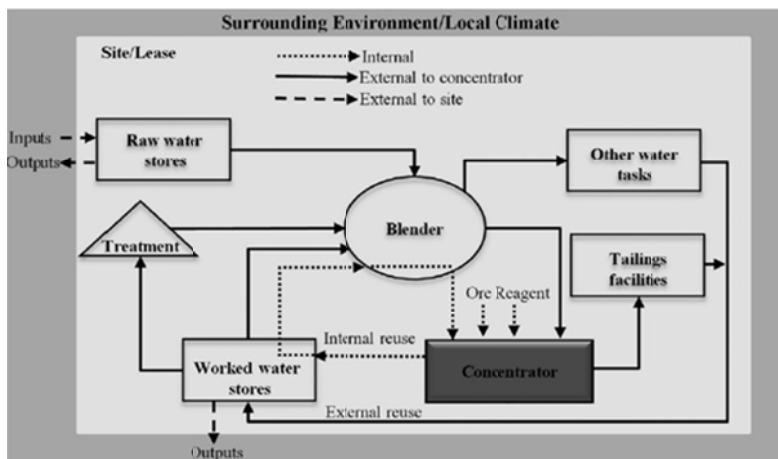 Surrounding Environment/Local Climate
Site/Lease
Internal
External to concentrator
External to site
Inputs
Outputs
Raw water
stores
Other water
tasks
Blender
Treatment
Tailings
facilities
Ore Reagent
Internal reuse
Worked water
stores
Concentrator
External reuse
Outputs